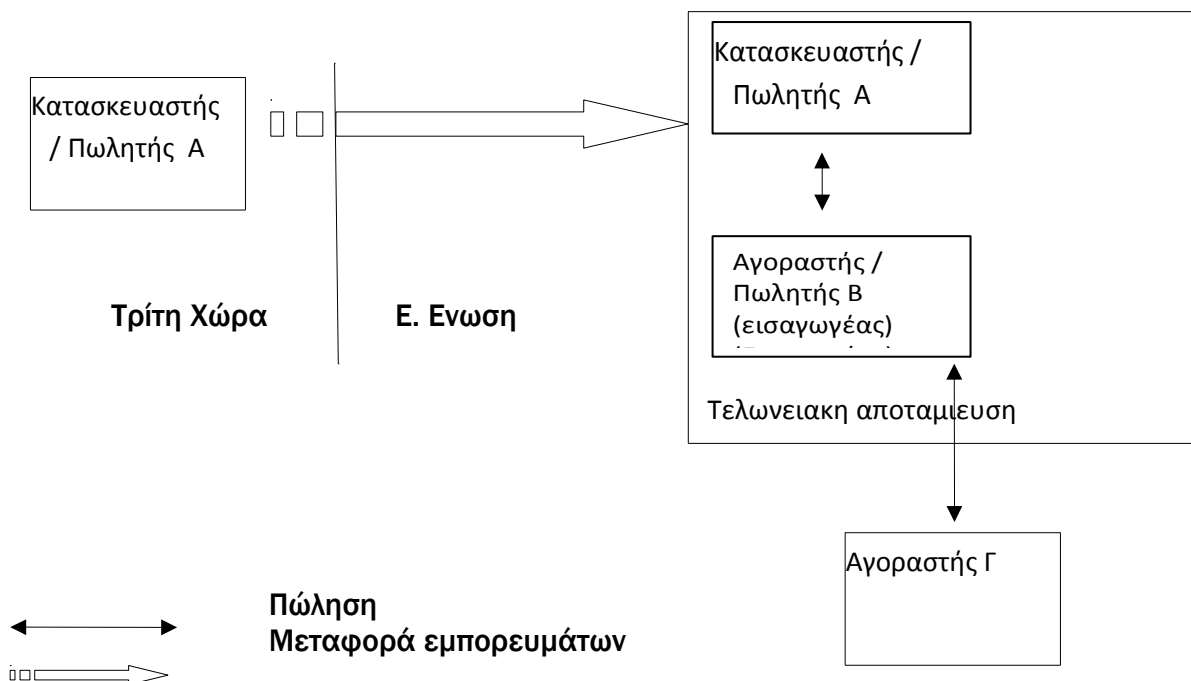 Κατασκευαστής
/ Πωλητής Α
Κατασκευαστής /
Πωλητής Α
Αγοραστής /
Πωλητής Β
(εισαγωγέας)
Τρίτη Χώρα
Ε. Ενωση
Τελωνειακη αποταμιευση
Αγοραστής Γ
Πώληση
Μεταφορά εμπορευμάτων